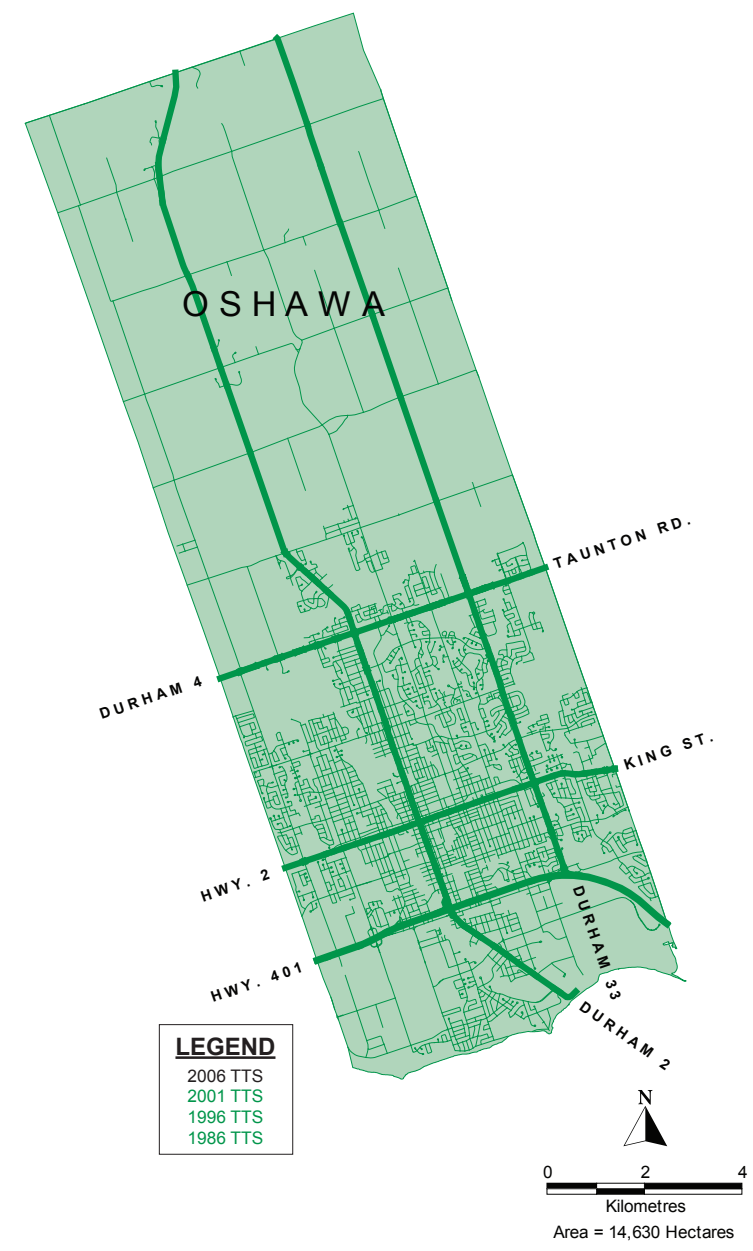 OSHAWA
TAUNTON RD.
DURHAM 4
KING ST.
HWY. 2
DURHAM 33
HWY. 401
DURHAM 2
LEGEND
2006 TTS
2001 TTS
1996 TTS
1986 TTS
N
0 2 4
Kilometres
Area = 14,630 Hectares